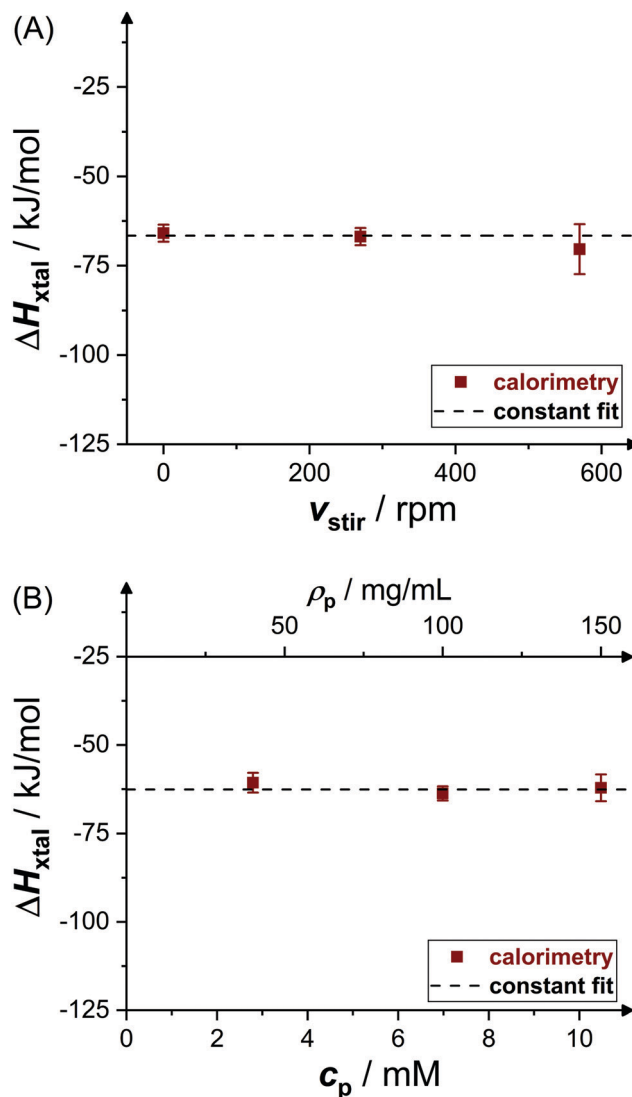 (A)
-25
-50
-75
-100
-125
ΔHxtal / kJ/mol
calorimetry
constant fit
0 200 400 600
vstir / rpm
(B)
ρp / mg/mL
50 100 150
-25
-50
-75
-100
-125
ΔHxtal / kJ/mol
calorimetry
constant fit
0 2 4 6 8 10
cp / mM